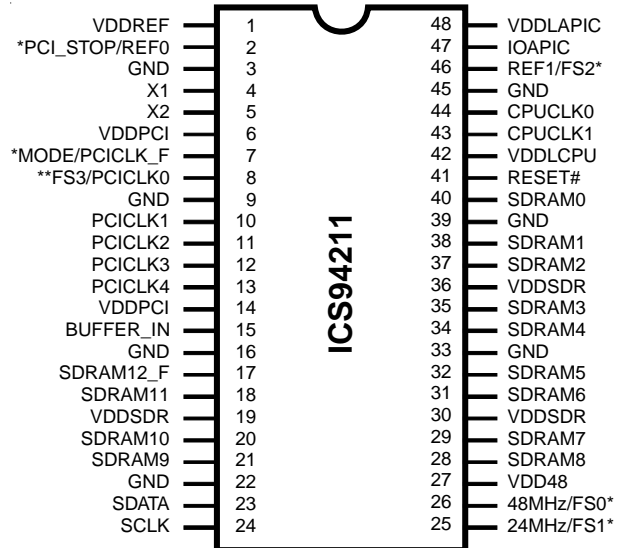 VDDREF 1 48 VDDLAPIC
*PCI_STOP/REF0 2 47 IOAPIC
GND 3 46 REF1/FS2*
X1 4 45 GND
X2 5 44 CPUCLK0
VDDPCI 6 43 CPUCLK1
*MODE/PCICLK_F 7 42 VDDLCPU
**FS3/PCICLK0 8 41 RESET#
GND 9 40 SDRAM0
PCICLK1 10 39 GND
PCICLK2 11 38 SDRAM1
PCICLK3 12 37 SDRAM2
PCICLK4 13 36 VDDSDR
VDDPCI 14 35 SDRAM3
BUFFER_IN 15 34 SDRAM4
GND 16 33 GND
SDRAM12_F 17 32 SDRAM5
SDRAM11 18 31 SDRAM6
VDDSDR 19 30 VDDSDR
SDRAM10 20 29 SDRAM7
SDRAM9 21 28 SDRAM8
GND 22 27 VDD48
SDATA 23 26 48MHz/FS0*
SCLK 24 25 24MHz/FS1*
ICS94211